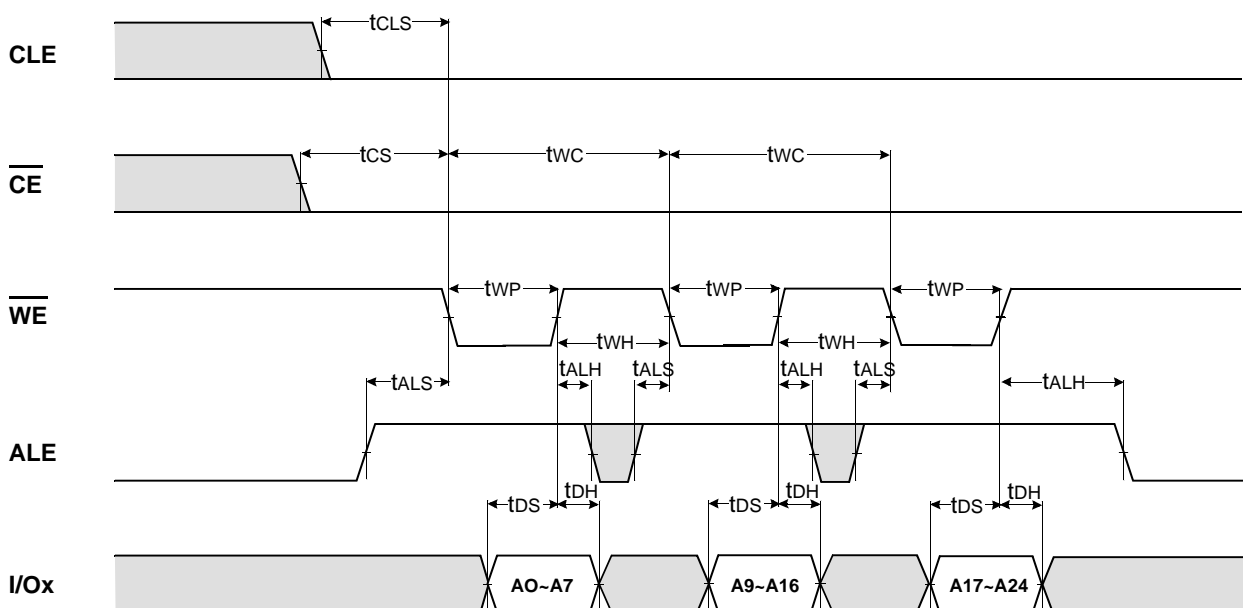 CLE
tCLS
CE
tCS
tWC
tWC
WE
tWP
tWP
tWP
tWH
tWH
tALS
tALH
tALS
tALH
tALS
tALH
ALE
tDS
tDH
tDS
tDH
tDS
tDH
I/Ox
AO~A7
A9~A16
A17~A24